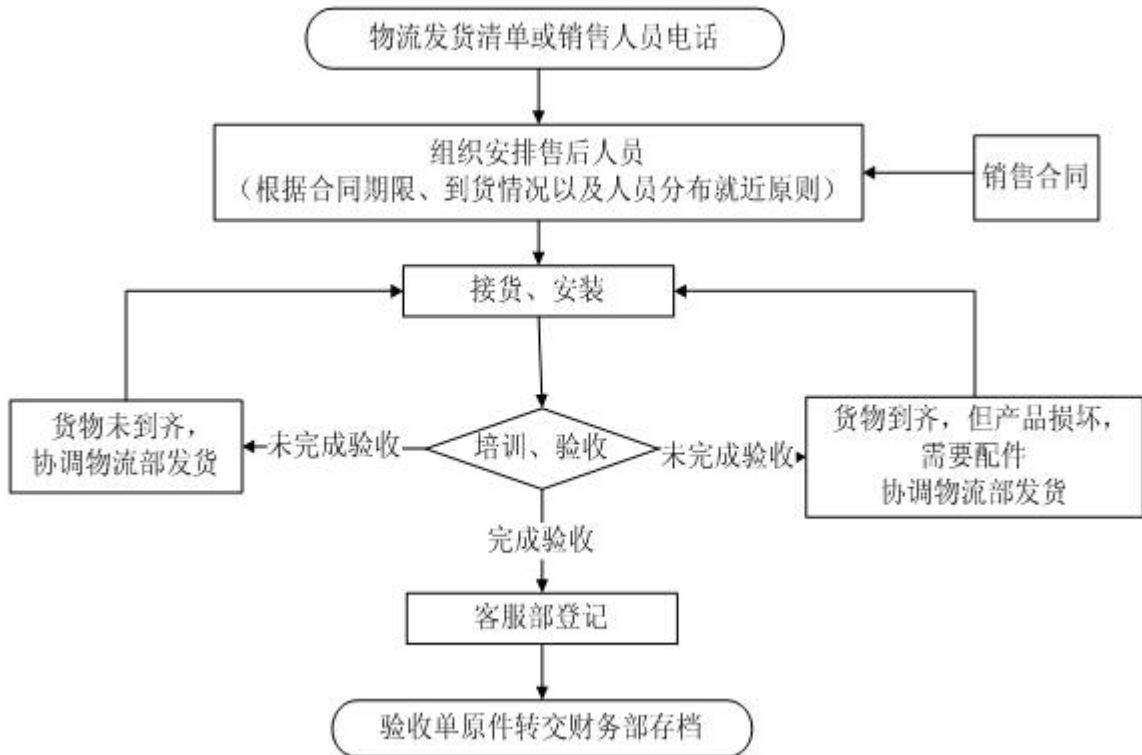 物流发货清单或销售人员电话
组织安排售后人员
（根据合同期限、到货情况以及人员分布就近原则）
销售合同
接货、安装
货物未到齐，
协调物流部发货
未完成验收
培训、验收
未完成验收
货物到齐，但产品损坏，
需要配件
协调物流部发货
完成验收
客服部登记
验收单原件转交财务部存档